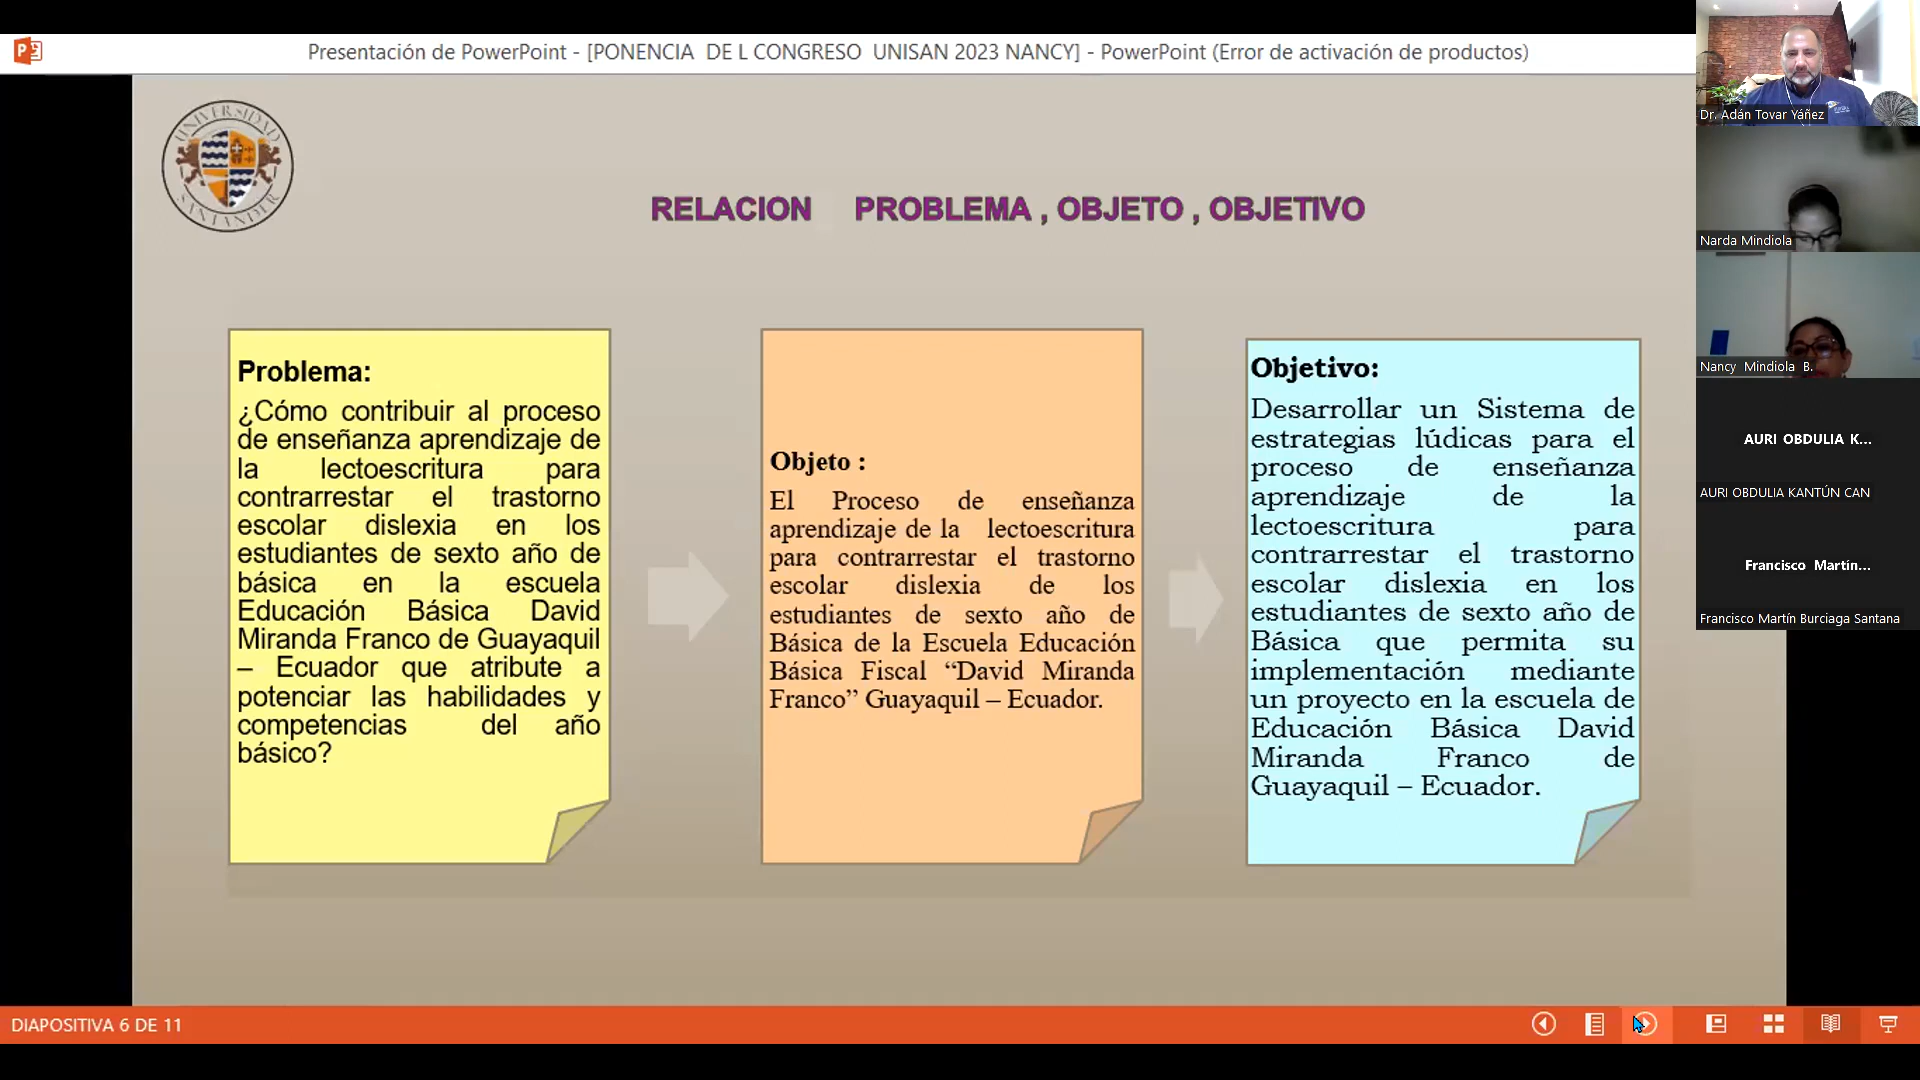 Presentación de PowerPoint - [PONENCIA DE L CONGRESO UNISAN 2023 NANCY] - PowerPoint (Error de activación de productos)
UNIVERSIDAD
SANTANDER
RELACION PROBLEMA , OBJETO , OBJETIVO
Problema:
¿Cómo contribuir al proceso
de enseñanza aprendizaje de
la lectoescritura para
contrarrestar el trastorno
escolar dislexia en los
estudiantes de sexto año de
básica en la escuela
Educación Básica David
Miranda Franco de Guayaquil
– Ecuador que atribute a
potenciar las habilidades y
competencias del año
básico?
Objeto :
El Proceso de enseñanza
aprendizaje de la lectoescritura
para contrarrestar el trastorno
escolar dislexia de los
estudiantes de sexto año de
Básica de la Escuela Educación
Básica Fiscal “David Miranda
Franco” Guayaquil – Ecuador.
Objetivo:
Desarrollar un Sistema de
estrategias lúdicas para el
proceso de enseñanza
aprendizaje de la
lectoescritura para
contrarrestar el trastorno
escolar dislexia en los
estudiantes de sexto año de
Básica que permita su
implementación mediante
un proyecto en la escuela de
Educación Básica David
Miranda Franco de
Guayaquil – Ecuador.
Dr. Adán Tovar Yáñez
Narda Mindiola
Nancy Mindiola B.
AURI OBDULIA K...
AURI OBDULIA KANTÚN CAN
Francisco Martín...
Francisco Martín Burciaga Santana
DIAPOSITIVA 6 DE 11